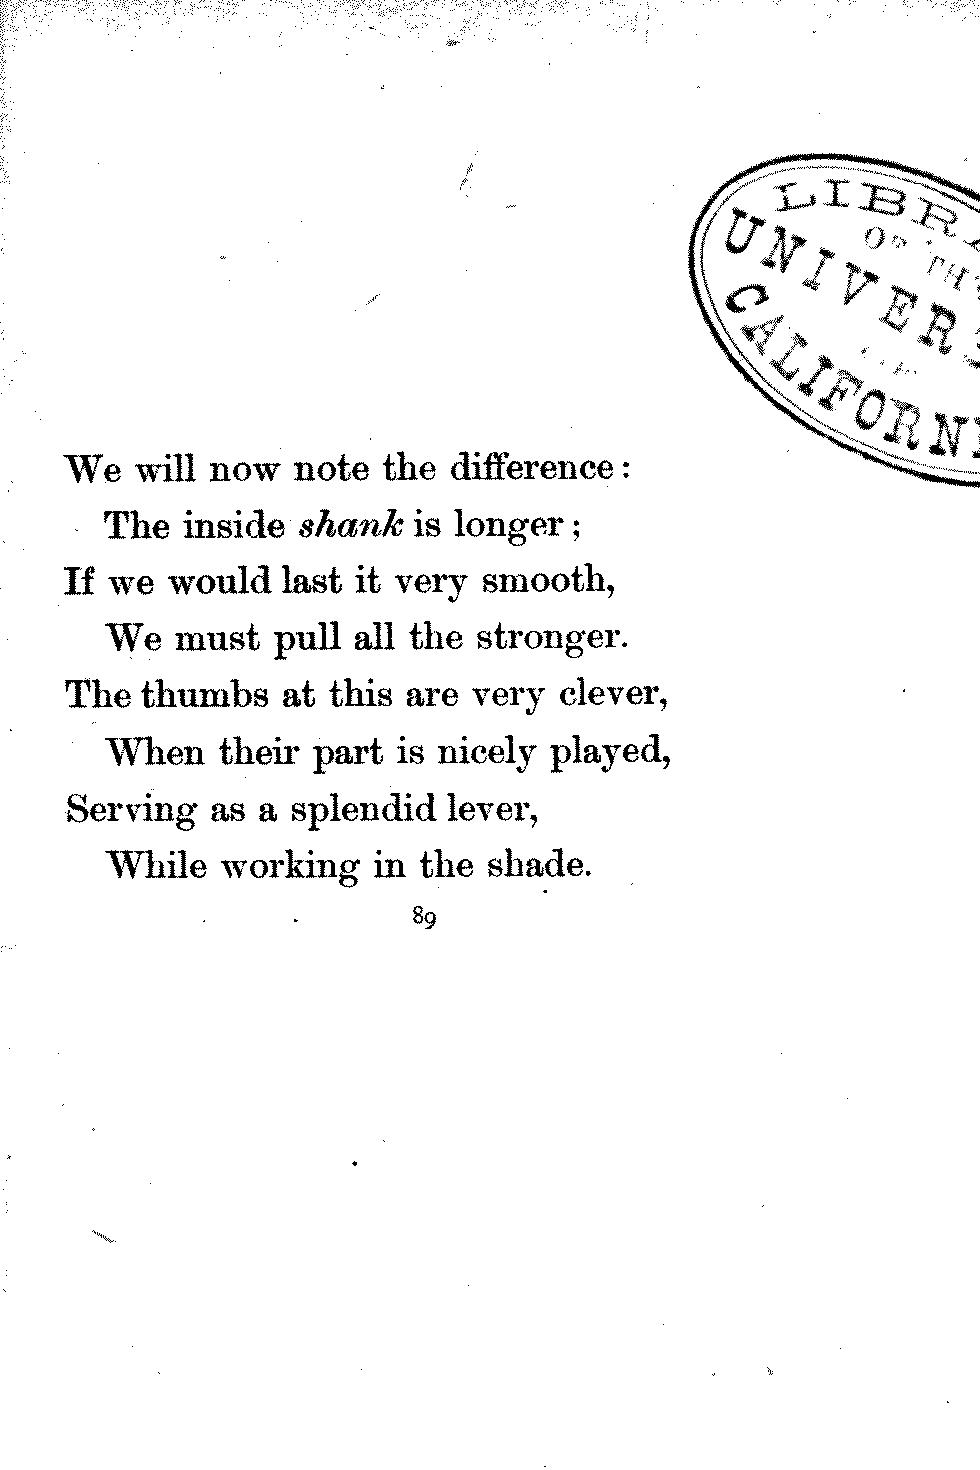 LIBRA
OF THE
UNIVERS
CALIFORNI
We will now note the difference:
The inside shank is longer;
If we would last it very smooth,
We must pull all the stronger.
The thumbs at this are very clever,
When their part is nicely played,
Serving as a splendid lever,
While working in the shade.
89